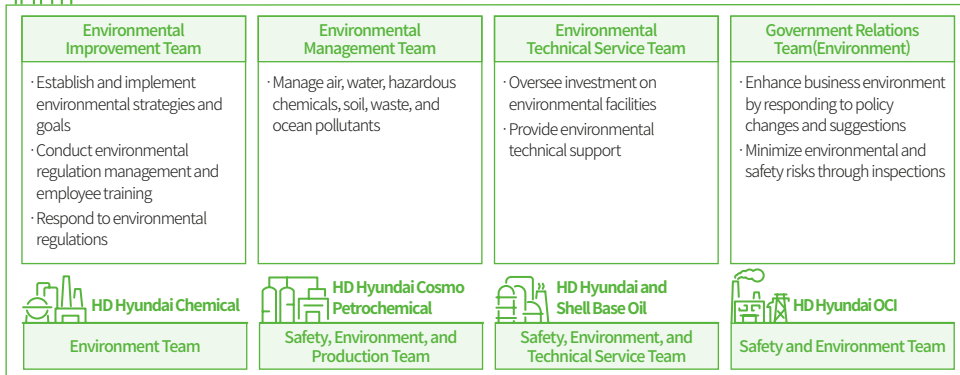 Environmental
Improvement Team
· Establish and implement
environmental strategies and
goals
· Conduct environmental
regulation management and
employee training
· Respond to environmental
regulations
Environmental
Management Team
· Manage air, water, hazardous
chemicals, soil, waste, and
ocean pollutants
Environmental
Technical Service Team
· Oversee investment on
environmental facilities
· Provide environmental
technical support
Government Relations
Team(Environment)
· Enhance business environment
by responding to policy
changes and suggestions
· Minimize environmental and
safety risks through inspections
HD Hyundai Chemical
Environment Team
HD Hyundai Cosmo
Petrochemical
Safety, Environment, and
Production Team
HD Hyundai and
Shell Base Oil
Safety, Environment, and
Technical Service Team
HD Hyundai OCI
Safety and Environment Team